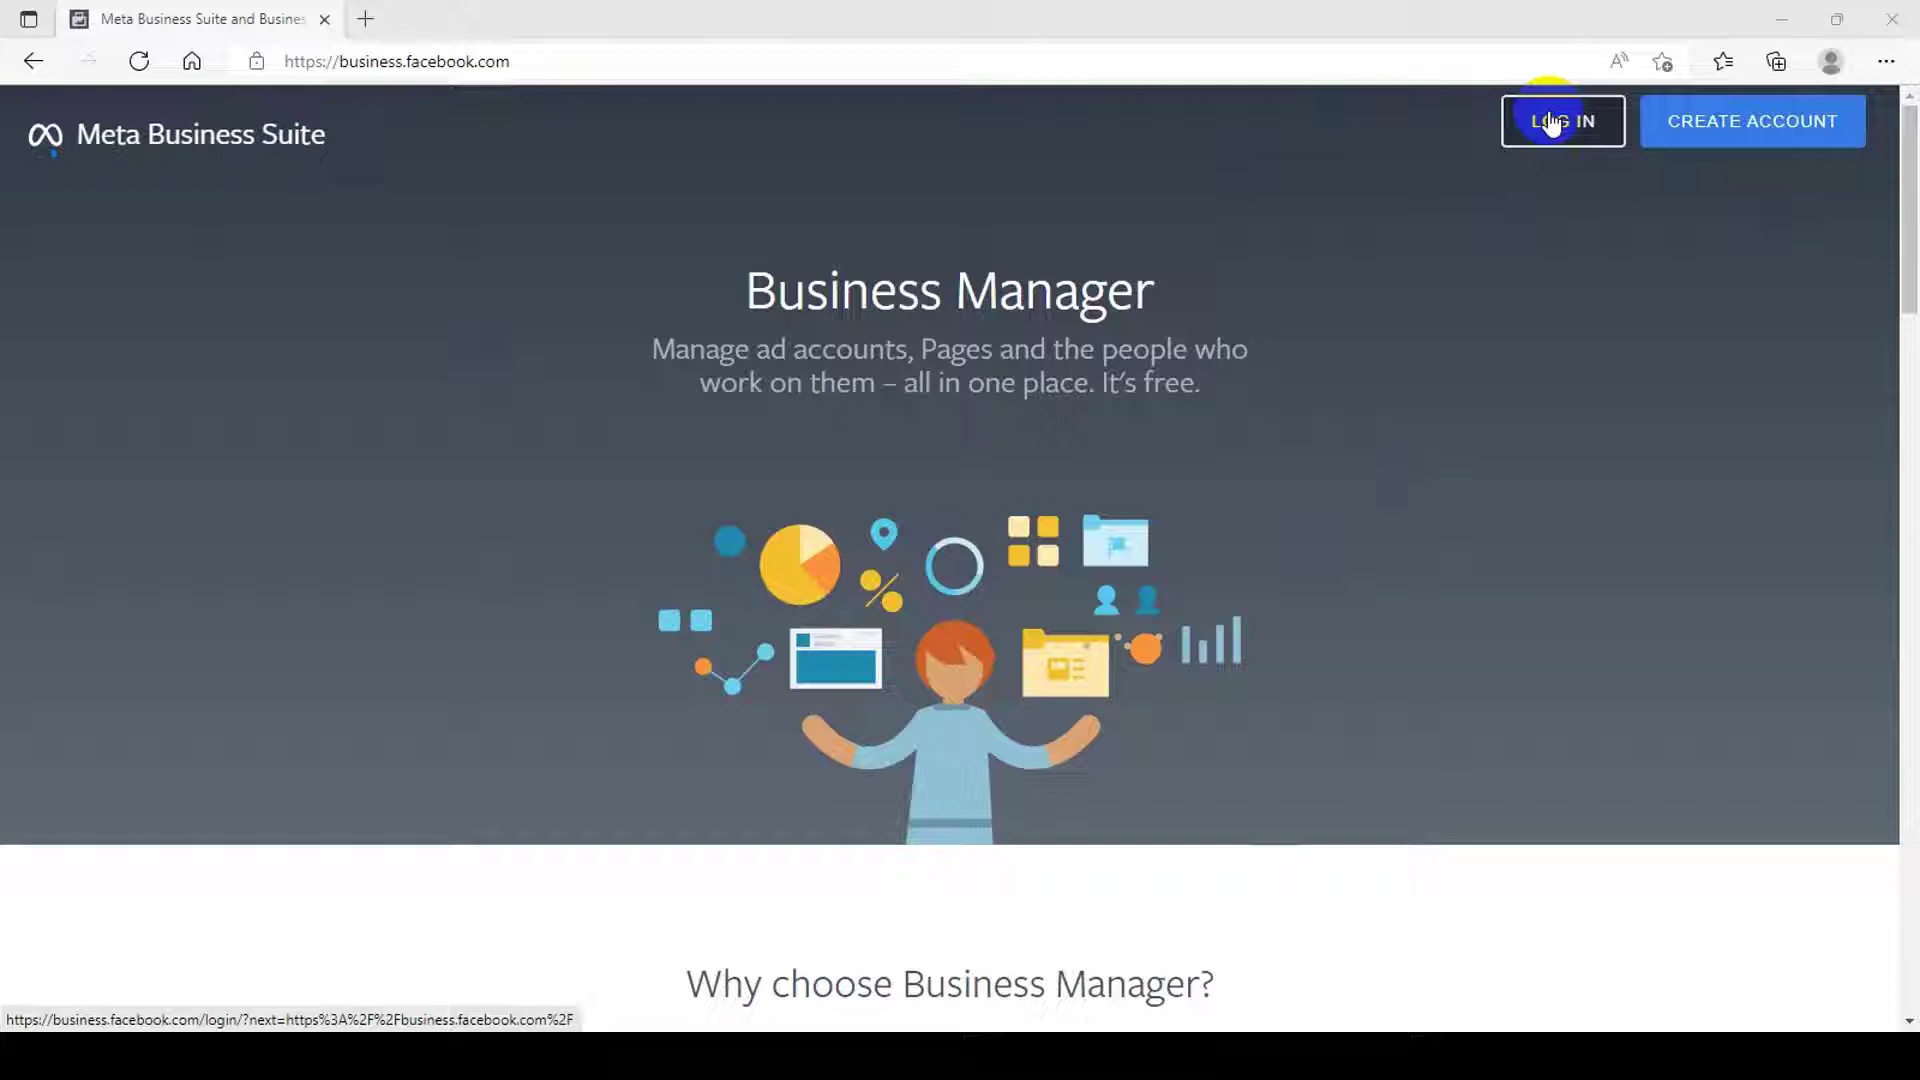 Meta Business Suite and Busines
https://business.facebook.com
Meta Business Suite
LOG IN
CREATE ACCOUNT
Business Manager
Manage ad accounts, Pages and the people who
work on them – all in one place. It's free.
Why choose Business Manager?
https://business.facebook.com/login/?next=https%3A%2F%2Fbusiness.facebook.com%2F